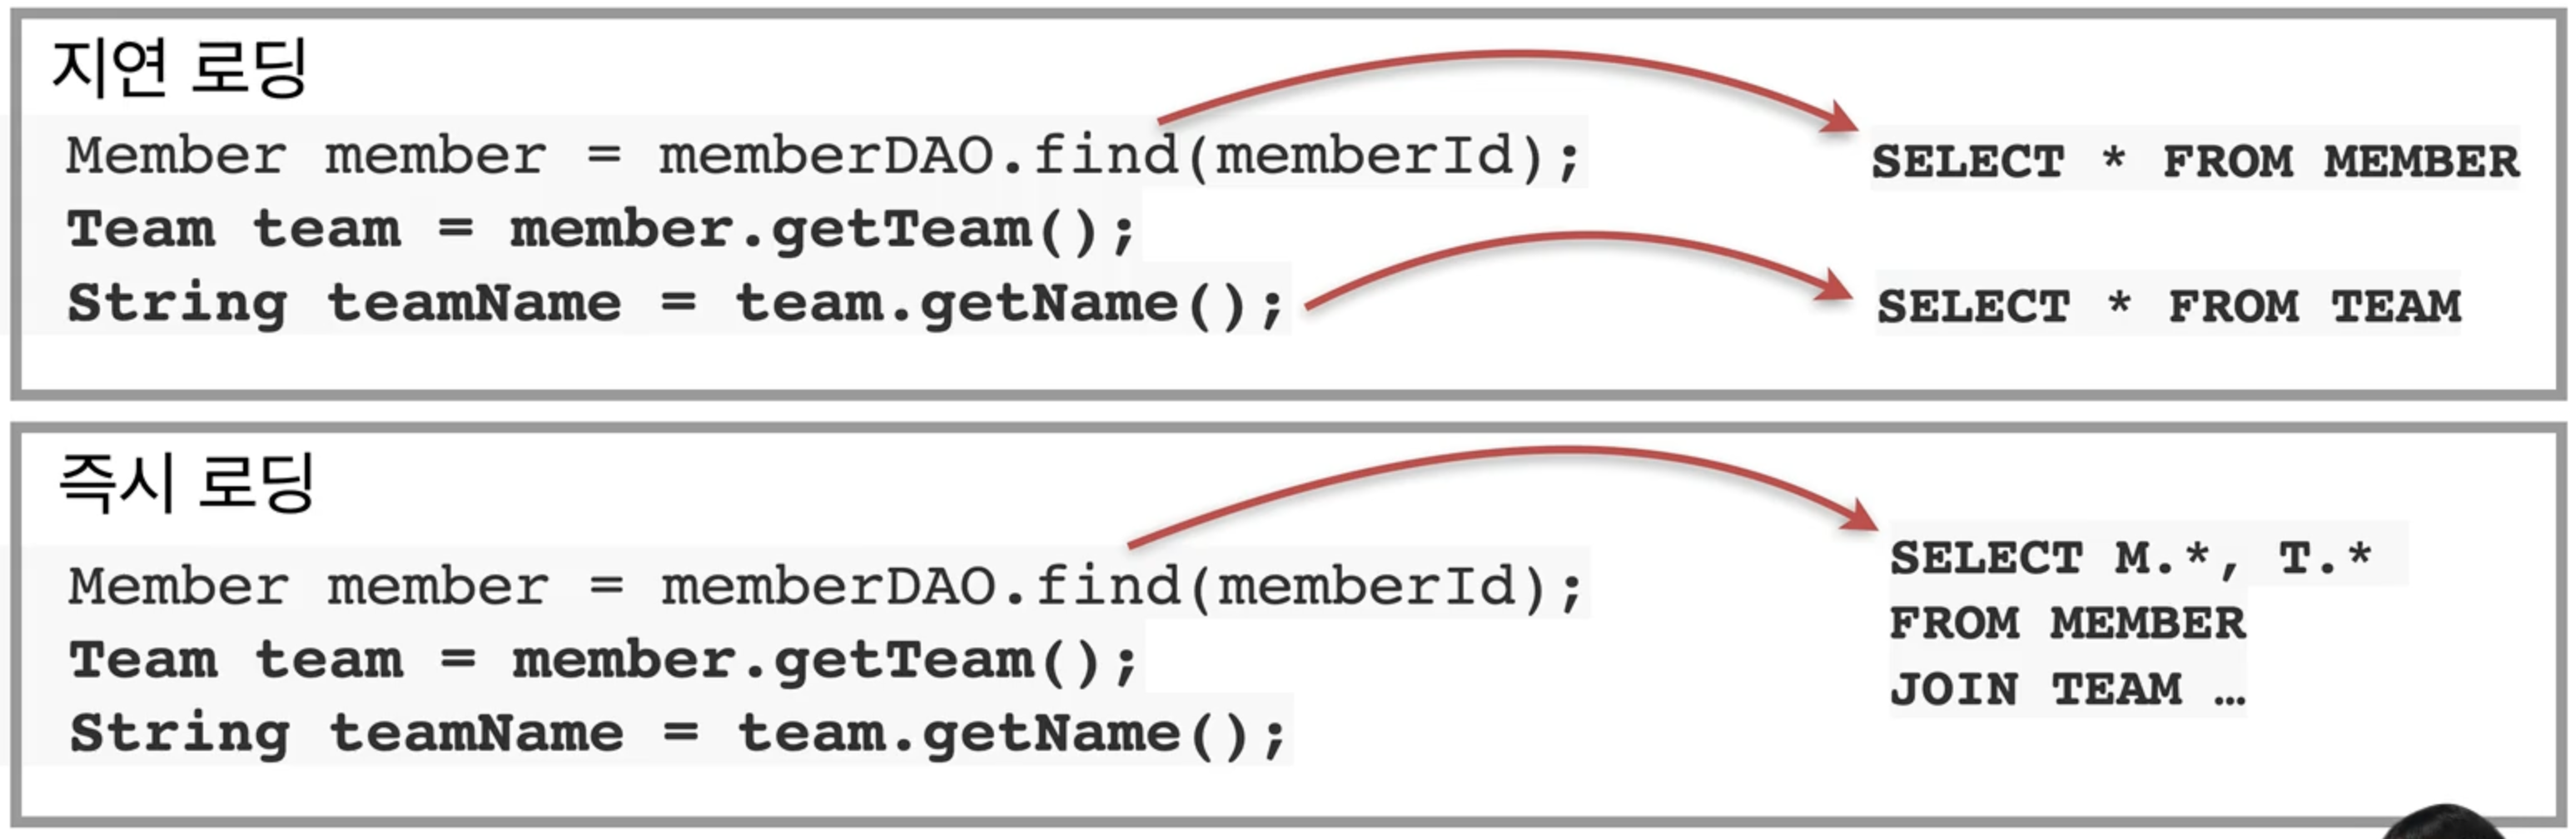 지연 로딩
Member member = memberDAO.find(memberId);
SELECT * FROM MEMBER
Team team = member.getTeam();
String teamName = team.getName();
SELECT * FROM TEAM
즉시 로딩
Member member = memberDAO.find(memberId);
Team team = member.getTeam();
String teamName = team.getName();
SELECT M.*, T.*
FROM MEMBER
JOIN TEAM …